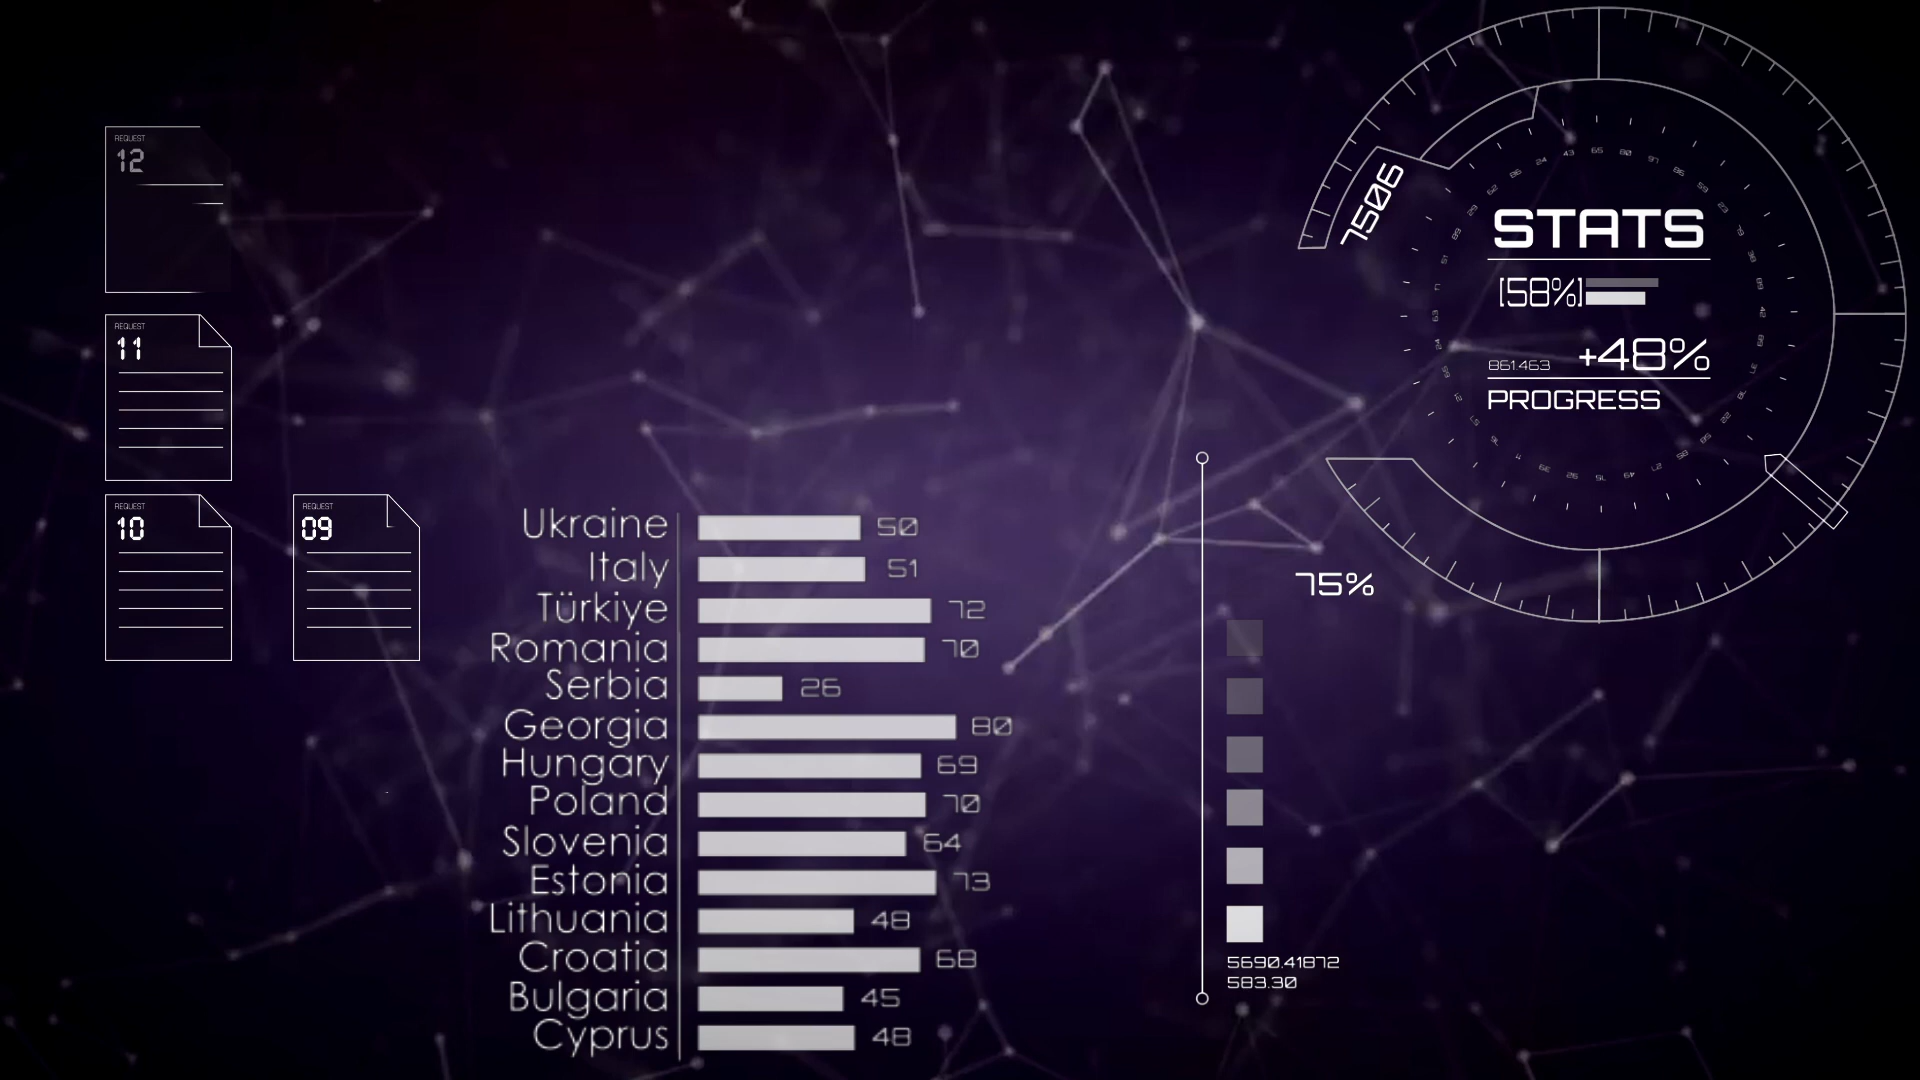 REQUEST
12
REQUEST
11
REQUEST
10
REQUEST
09
Ukraine 50
Italy 51
Türkiye 72
Romania 70
Serbia 26
Georgia 80
Hungary 69
Poland 70
Slovenia 64
Estonia 73
Lithuania 48
Croatia 68
Bulgaria 45
Cyprus 48
7506
STATS
[58%]
861.463 +48%
PROGRESS
75%
5690.41872
583.30